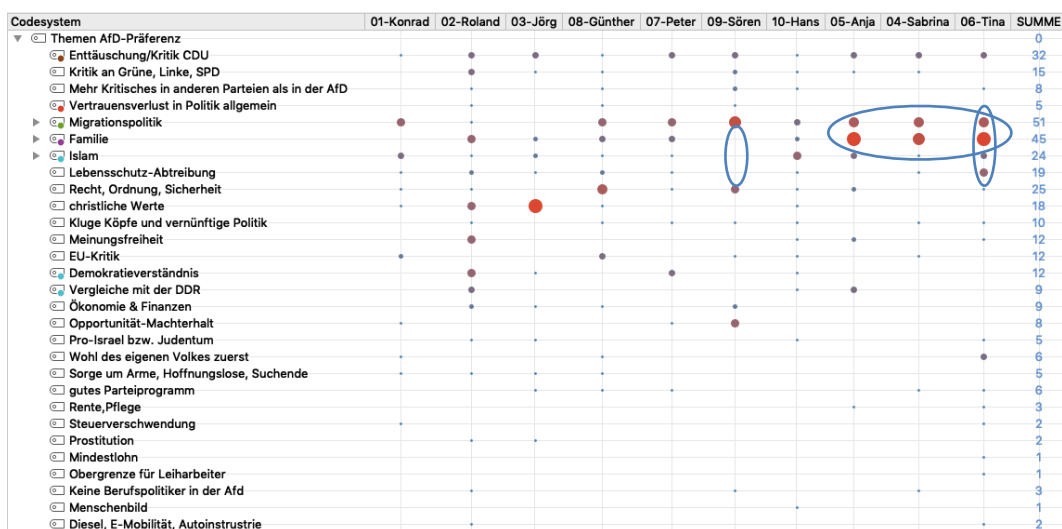 Codesystem 01-Konrad 02-Roland 03-Jörg 08-Günther 07-Peter 09-Sören 10-Hans 05-Anja 04-Sabrina 06-Tina SUMME
Themen AfD-Präferenz 0
Enttäuschung/Kritik CDU 32
Kritik an Grüne, Linke, SPD 15
Mehr Kritisches in anderen Parteien als in der AfD 8
Vertrauensverlust in Politik allgemein 5
Migrationspolitik 51
Familie 45
Islam 24
Lebensschutz-Abtreibung 19
Recht, Ordnung, Sicherheit 25
christliche Werte 18
Kluge Köpfe und vernünftige Politik 10
Meinungsfreiheit 12
EU-Kritik 12
Demokratieverständnis 12
Vergleiche mit der DDR 9
Ökonomie & Finanzen 9
Opportunität-Machterhalt 8
Pro-Israel bzw. Judentum 5
Wohl des eigenen Volkes zuerst 6
Sorge um Arme, Hoffnungslose, Suchende 5
gutes Parteiprogramm 6
Rente,Pflege 3
Steuerverschwendung 2
Prostitution 2
Mindestlohn 1
Obergrenze für Leiharbeiter 1
Keine Berufspolitiker in der Afd 3
Menschenbild 1
Diesel, E-Mobilität, Autoinstrustrie 2